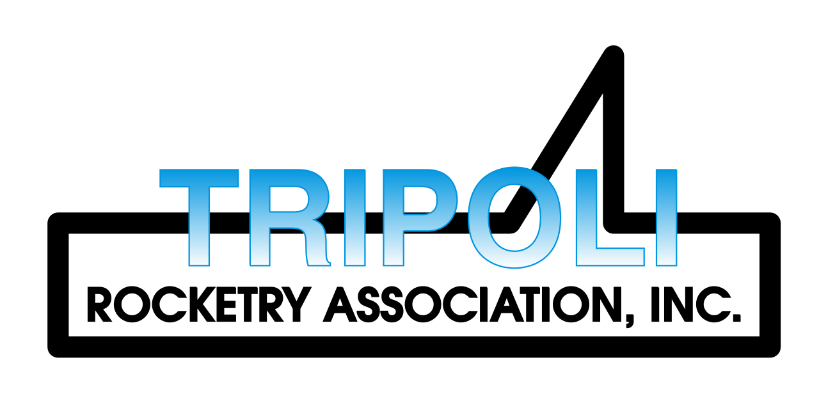 TRIPOLI
ROCKETRY ASSOCIATION, INC.